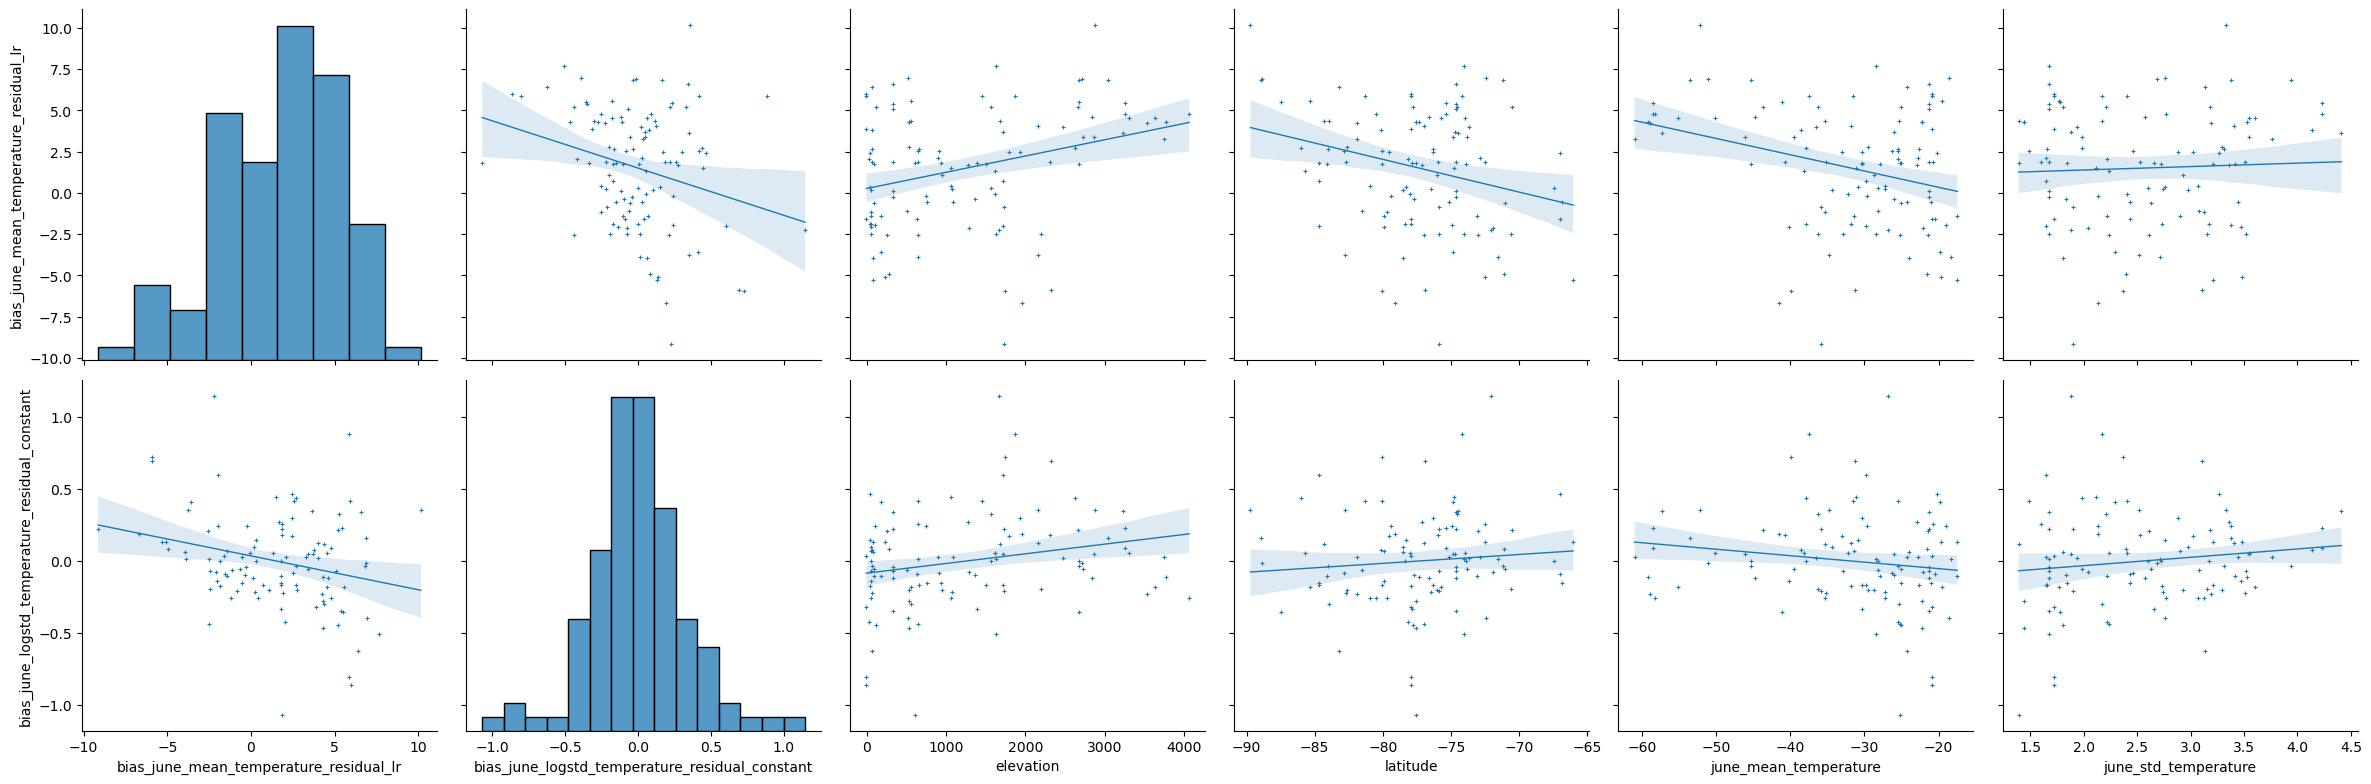 bias_june_mean_temperature_residual_lr
10.0
7.5
5.0
2.5
0.0
−2.5
−5.0
−7.5
−10.0
bias_june_logstd_temperature_residual_constant
1.0
0.5
0.0
−0.5
−1.0
−10 −5 0 5 10
bias_june_mean_temperature_residual_lr
−1.0 −0.5 0.0 0.5 1.0
bias_june_logstd_temperature_residual_constant
0 1000 2000 3000 4000
elevation
−90 −85 −80 −75 −70 −65
latitude
−60 −50 −40 −30 −20
june_mean_temperature
1.5 2.0 2.5 3.0 3.5 4.0 4.5
june_std_temperature